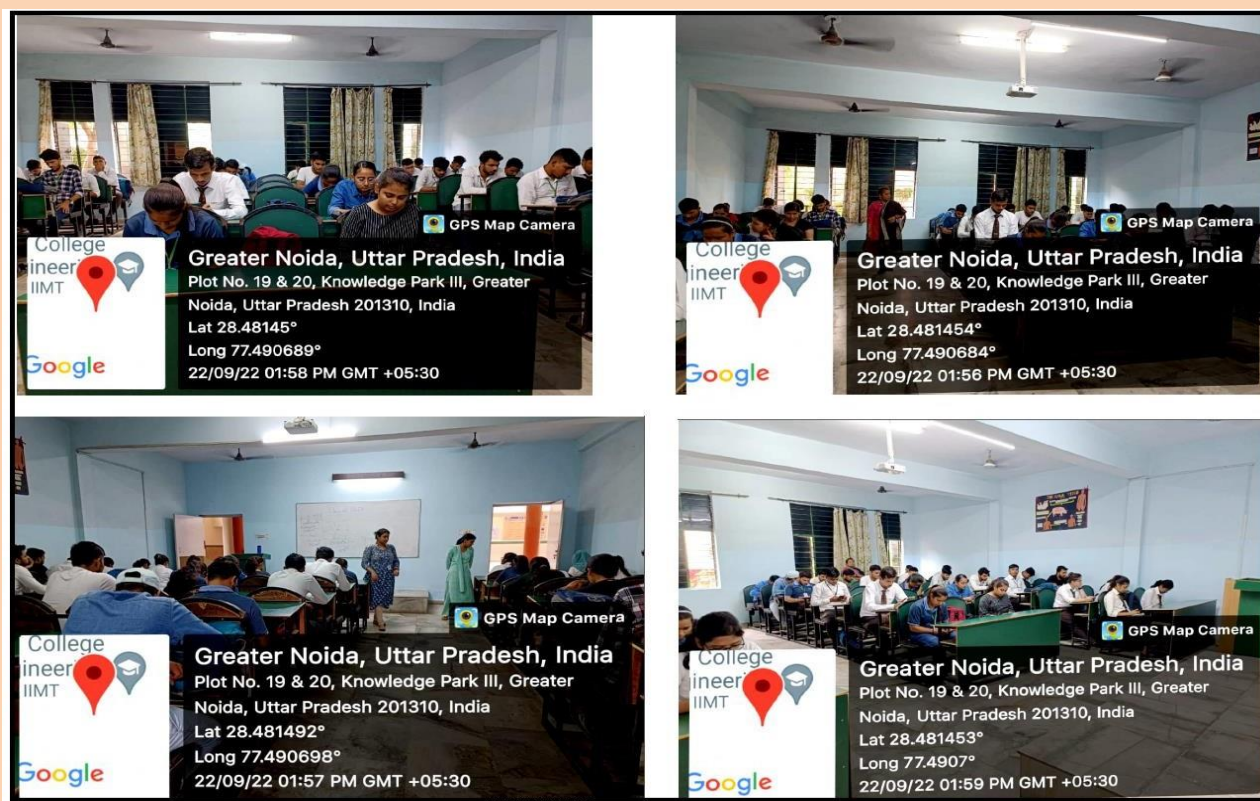 GPS Map Camera
College
ineeri
IIMT
Google
Greater Noida, Uttar Pradesh, India
Plot No. 19 & 20, Knowledge Park III, Greater
Noida, Uttar Pradesh 201310, India
Lat 28.48145°
Long 77.490689°
22/09/22 01:58 PM GMT +05:30
GPS Map Camera
College
ineeri
IIMT
Google
Greater Noida, Uttar Pradesh, India
Plot No. 19 & 20, Knowledge Park III, Greater
Noida, Uttar Pradesh 201310, India
Lat 28.481454°
Long 77.490684°
22/09/22 01:56 PM GMT +05:30
GPS Map Camera
College
ineeri
IIMT
Google
Greater Noida, Uttar Pradesh, India
Plot No. 19 & 20, Knowledge Park III, Greater
Noida, Uttar Pradesh 201310, India
Lat 28.481492°
Long 77.490698°
22/09/22 01:57 PM GMT +05:30
GPS Map Camera
College
ineeri
IIMT
Google
Greater Noida, Uttar Pradesh, India
Plot No. 19 & 20, Knowledge Park III, Greater
Noida, Uttar Pradesh 201310, India
Lat 28.481453°
Long 77.4907°
22/09/22 01:59 PM GMT +05:30